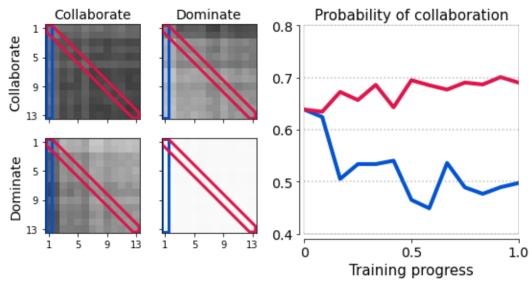 Collaborate Dominate Probability of collaboration
Collaborate
1
5
9
13
Dominate
1
5
9
13
1 5 9 13
1 5 9 13
0.8
0.7
0.6
0.5
0.4
0 0.5 1.0
Training progress